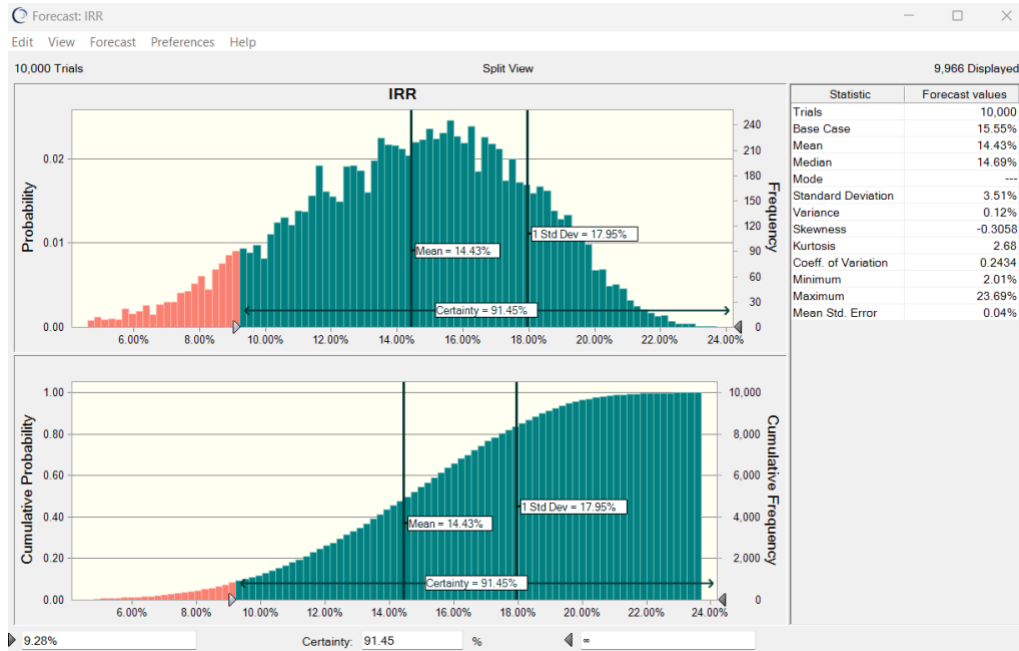 Forecast: IRR
Edit View Forecast Preferences Help
10,000 Trials Split View 9,966 Displayed
IRR
Probability
0.02
0.01
0.00
Frequency
240
210
180
150
120
90
60
30
0
Mean = 14.43%
1 Std Dev = 17.95%
Certainty = 91.45%
6.00% 8.00% 10.00% 12.00% 14.00% 16.00% 18.00% 20.00% 22.00% 24.00%
Cumulative Probability
1.00
0.80
0.60
0.40
0.20
0.00
Cumulative Frequency
10,000
8,000
6,000
4,000
2,000
0
1 Std Dev = 17.95%
Mean = 14.43%
Certainty = 91.45%
6.00% 8.00% 10.00% 12.00% 14.00% 16.00% 18.00% 20.00% 22.00% 24.00%
Statistic Forecast values
Trials 10,000
Base Case 15.55%
Mean 14.43%
Median 14.69%
Mode ---
Standard Deviation 3.51%
Variance 0.12%
Skewness -0.3058
Kurtosis 2.68
Coeff. of Variation 0.2434
Minimum 2.01%
Maximum 23.69%
Mean Std. Error 0.04%
9.28% Certainty: 91.45 % ∞